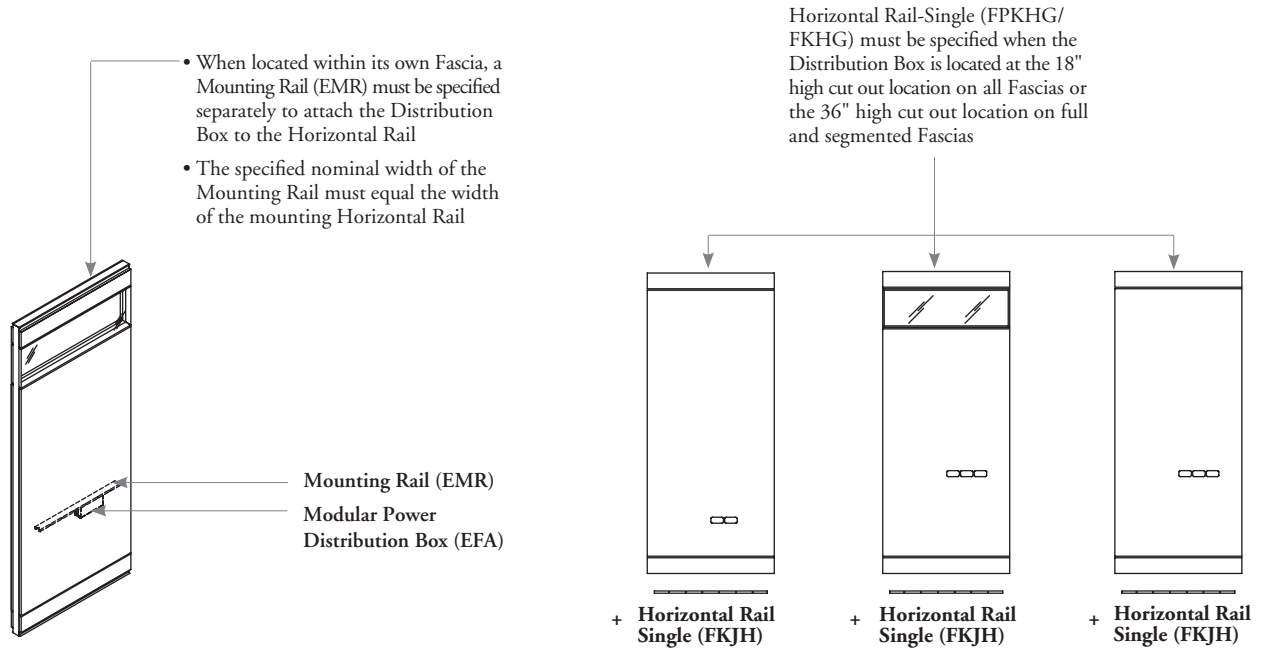 • When located within its own Fascia, a
Mounting Rail (EMR) must be specified
separately to attach the Distribution
Box to the Horizontal Rail
• The specified nominal width of the
Mounting Rail must equal the width
of the mounting Horizontal Rail
Mounting Rail (EMR)
Modular Power
Distribution Box (EFA)
Horizontal Rail-Single (FPKHG/
FKHG) must be specified when the
Distribution Box is located at the 18"
high cut out location on all Fascias or
the 36" high cut out location on full
and segmented Fascias
+ Horizontal Rail
Single (FKJH)
+ Horizontal Rail
Single (FKJH)
+ Horizontal Rail
Single (FKJH)